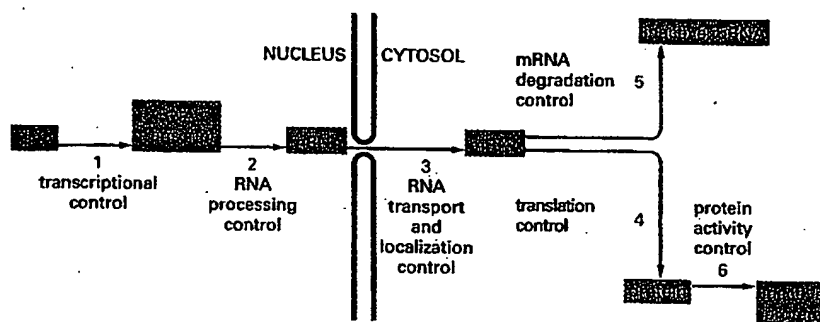 NUCLEUS
CYTOSOL
1
transcriptional
control
2
RNA
processing
control
3
RNA
transport
and
localization
control
mRNA
degradation
control
5
translation
control
4
protein
activity
control
6